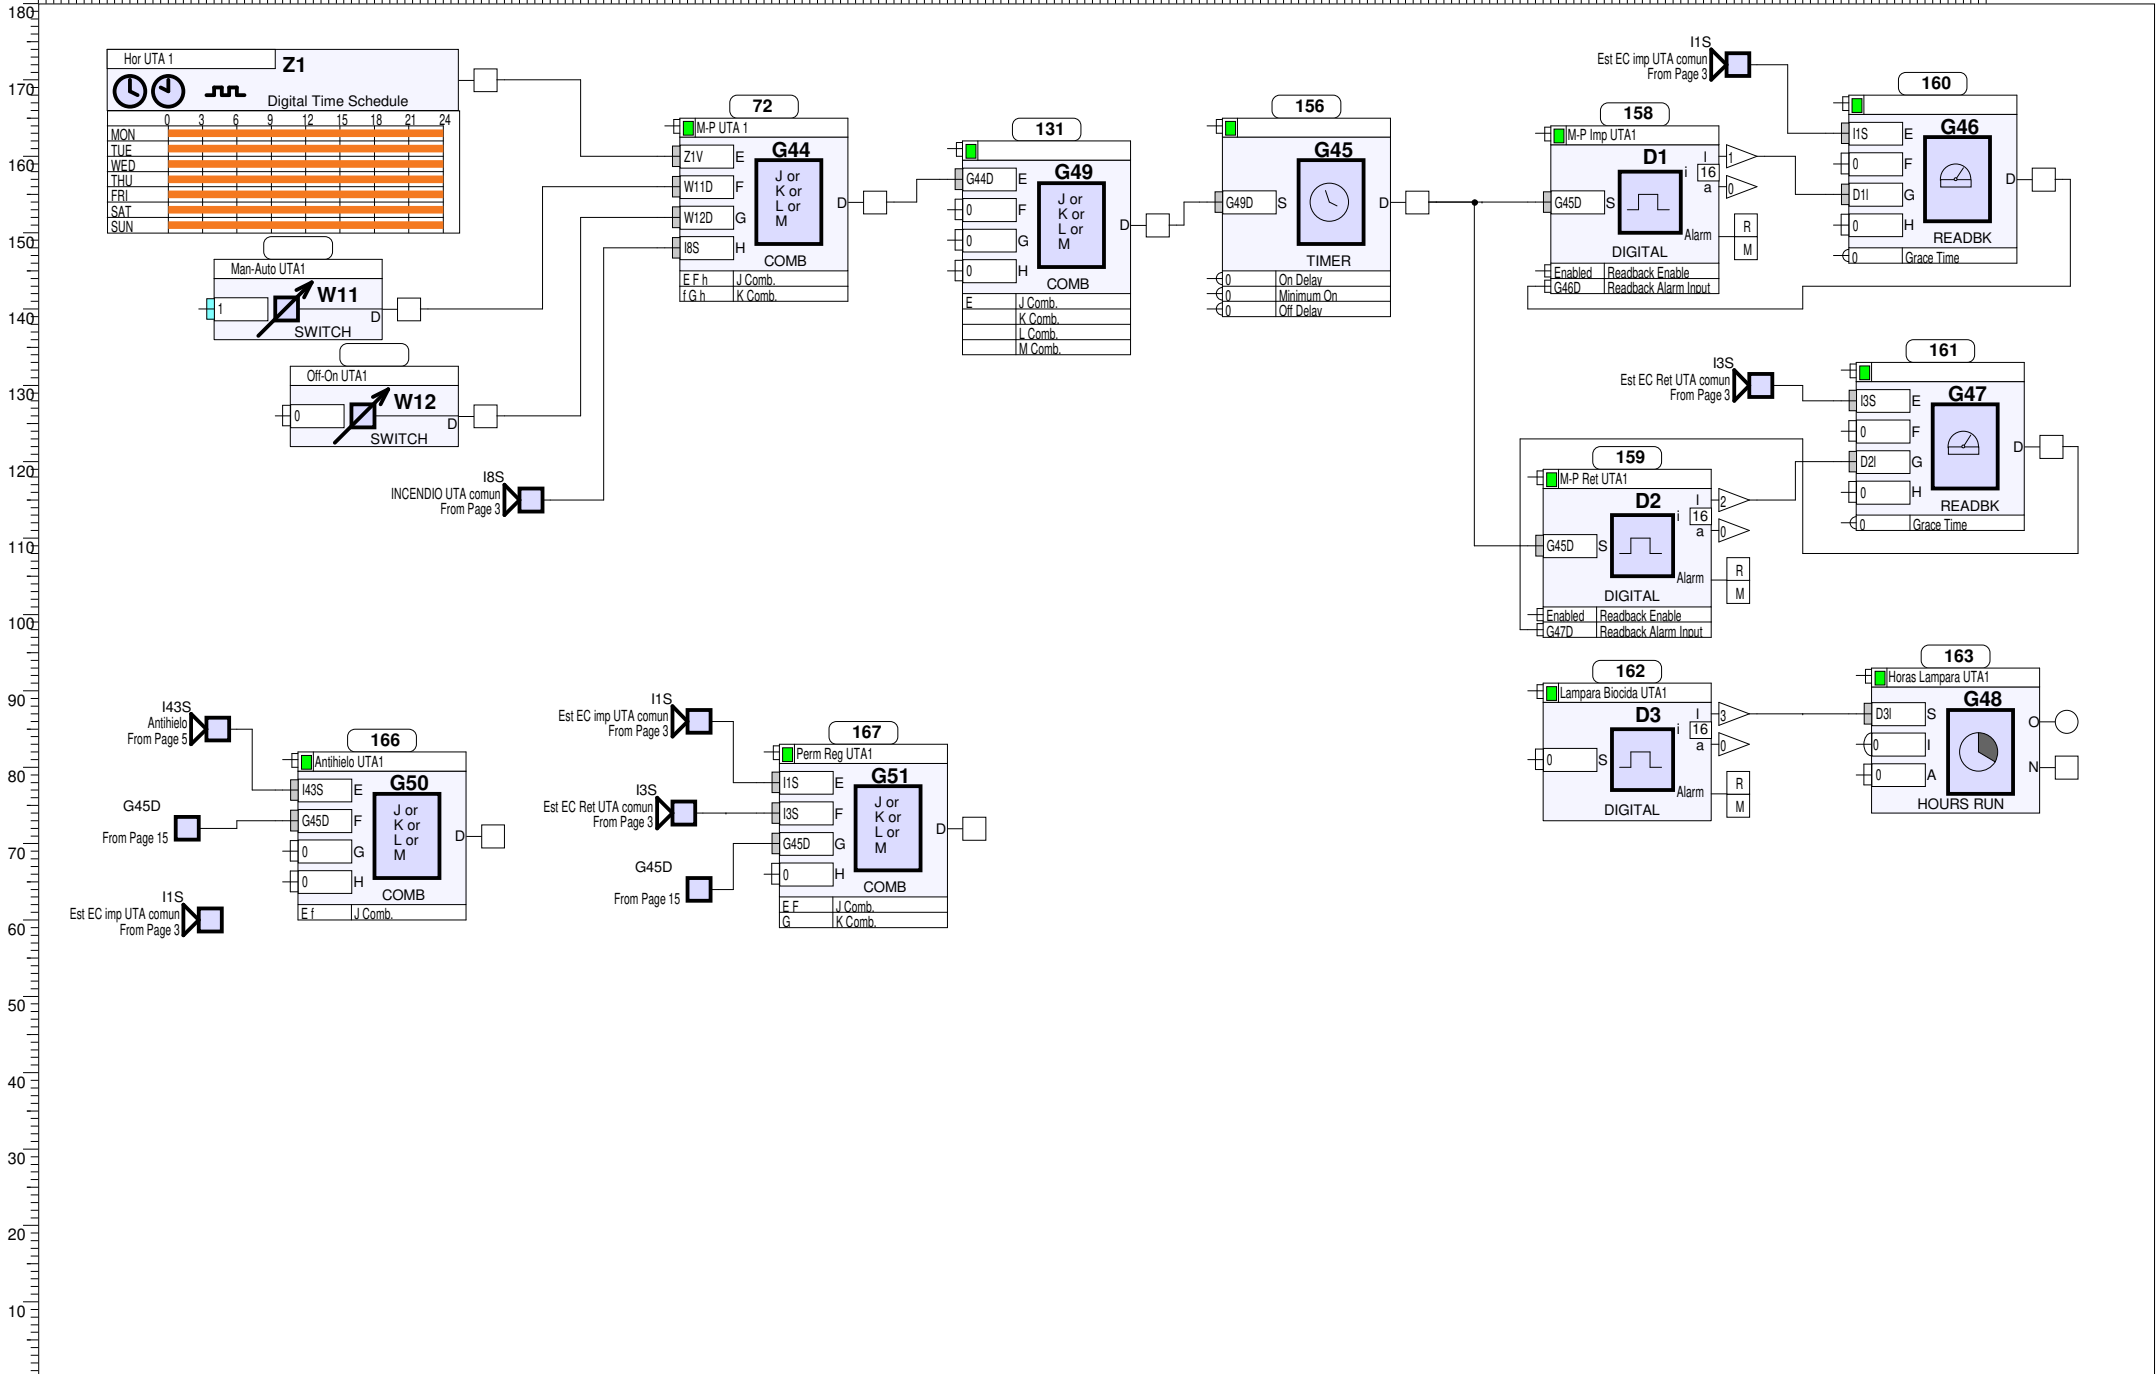 180
170
160
150
140
130
120
110
100
90
80
70
60
50
40
30
20
10
Hor UTA 1
Z1
Digital Time Schedule
0 3 6 9 12 15 18 21 24
MON
TUE
WED
THU
FRI
SAT
SUN
Man-Auto UTA1
1
W11
D
SWITCH
Off-On UTA1
0
W12
D
SWITCH
I8S
INCENDIO UTA comun
From Page 3
72
M-P UTA 1
G44
Z1V E
W11D F
W12D G
I8S H
J or
K or
L or
M
D
COMB
E F h J Comb.
f G h K Comb.
131
G49
G44D E
0 F
0 G
0 H
J or
K or
L or
M
D
COMB
E J Comb.
K Comb.
L Comb.
M Comb.
156
G45
G49D S
D
TIMER
0 On Delay
0 Minimum On
0 Off Delay
158
M-P Imp UTA1
D1
I 1
i 16
a 0
G45D S
Alarm
R
M
DIGITAL
Enabled Readback Enable
G46D Readback Alarm Input
I1S
Est EC imp UTA comun
From Page 3
160
G46
I1S E
0 F
D1I G
0 H
D
READBK
0 Grace Time
I3S
Est EC Ret UTA comun
From Page 3
161
G47
I3S E
0 F
D2I G
0 H
D
READBK
0 Grace Time
159
M-P Ret UTA1
D2
I 2
i 16
a 0
G45D S
Alarm
R
M
DIGITAL
Enabled Readback Enable
G47D Readback Alarm Input
162
Lampara Biocida UTA1
D3
I 3
i 16
a 0
0 S
Alarm
R
M
DIGITAL
163
Horas Lampara UTA1
G48
D3I S
0 I
0 A
O
N
HOURS RUN
I43S
Antihielo
From Page 5
G45D
From Page 15
I1S
Est EC imp UTA comun
From Page 3
166
Antihielo UTA1
G50
I43S E
G45D F
0 G
0 H
J or
K or
L or
M
D
COMB
E f J Comb.
I1S
Est EC imp UTA comun
From Page 3
I3S
Est EC Ret UTA comun
From Page 3
G45D
From Page 15
167
Perm Reg UTA1
G51
I1S E
I3S F
G45D G
0 H
J or
K or
L or
M
D
COMB
E F J Comb.
G K Comb.